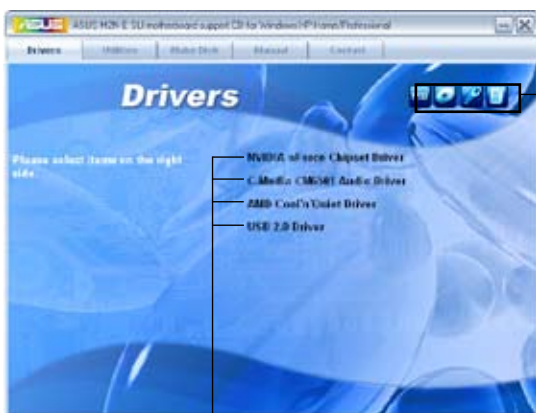 ASUS
ASUS M2N-E SLI motherboard support CD for Windows XP Home/Professional
Drivers
Utilities
Make Disk
Manual
Contact
Drivers
Please select items on the right
side.
NVIDIA nForce Chipset Driver
C-Media CM6501 Audio Driver
AMD Cool'n'Quiet Driver
USB 2.0 Driver